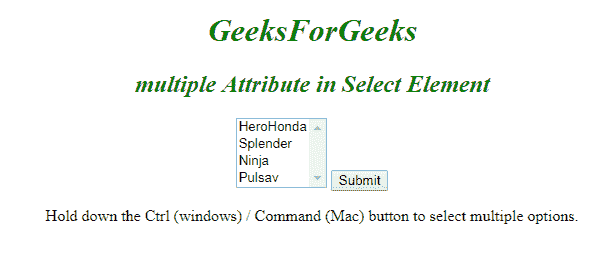 GeeksForGeeks
multiple Attribute in Select Element
HeroHonda
Splender
Ninja
Pulsav
Submit
Hold down the Ctrl (windows) / Command (Mac) button to select multiple options.